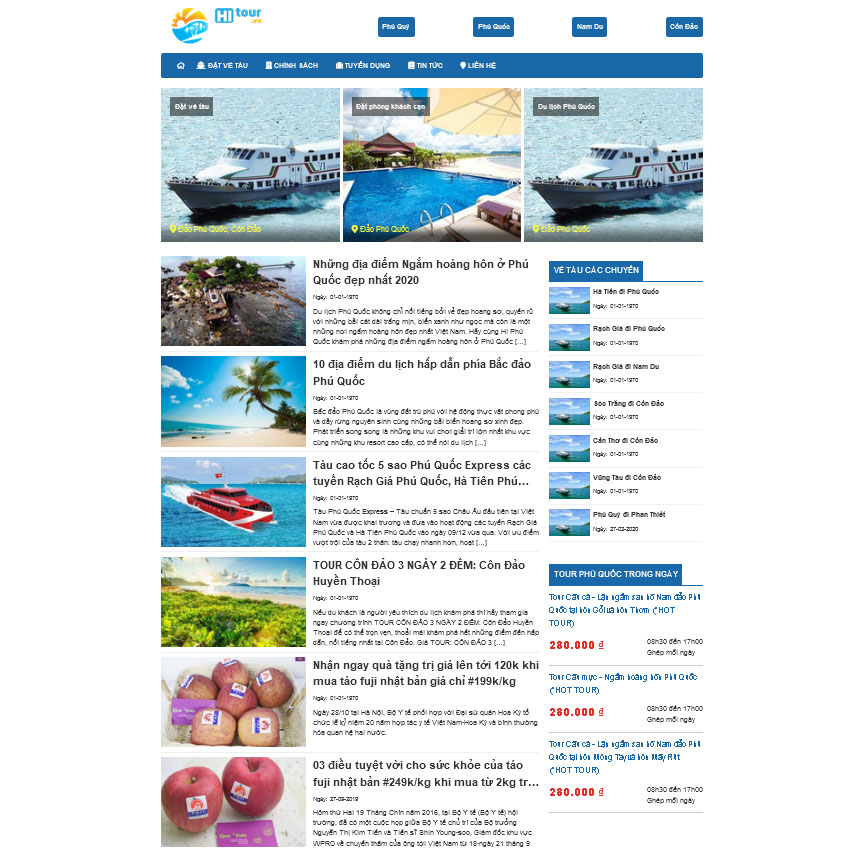 HI tour
.vn
Phú Quý
Phú Quốc
Nam Du
Côn Đảo
ĐẶT VÉ TÀU
CHÍNH SÁCH
TUYỂN DỤNG
TIN TỨC
LIÊN HỆ
Đặt vé tàu
Đặt phòng khách sạn
Du lịch Phú Quốc
Đảo Phú Quốc, Côn Đảo
Đảo Phú Quốc
Đảo Phú Quốc
Những địa điểm Ngắm hoàng hôn ở Phú
Quốc đẹp nhất 2020
Ngày: 01-01-1970
Du lịch Phú Quốc không chỉ nổi tiếng bởi vẻ đẹp hoang sơ, quyến rũ
với những bãi cát dài trắng mịn, biển xanh như ngọc mà còn là một
những nơi ngắm hoàng hôn đẹp nhất Việt Nam. Hãy cùng Hi Phú
Quốc khám phá những địa điểm ngắm hoàng hôn ở Phú Quốc [...]
10 địa điểm du lịch hấp dẫn phía Bắc đảo
Phú Quốc
Ngày: 01-01-1970
Bắc đảo Phú Quốc là vùng đất trù phú với hệ động thực vật phong phú
và dãy rừng nguyên sinh cùng những bãi biển hoang sơ xinh đẹp.
Phát triển song song là những khu vui chơi giải trí lớn nhất khu vực
cùng những khu resort cao cấp, có thể nói du lịch [...]
Tàu cao tốc 5 sao Phú Quốc Express các
tuyến Rạch Giá Phú Quốc, Hà Tiên Phú...
Ngày: 01-01-1970
Tàu Phú Quốc Express – Tàu chuẩn 5 sao Châu Âu đầu tiên tại Việt
Nam vừa được khai trương và đưa vào hoạt động các tuyến Rạch Giá
Phú Quốc và Hà Tiên Phú Quốc vào ngày 09/12 vừa qua. Với ưu điểm
vượt trội của tàu 2 thân: tàu chạy nhanh hơn, hoạt [...]
TOUR CÔN ĐẢO 3 NGÀY 2 ĐÊM: Côn Đảo
Huyền Thoại
Ngày: 01-01-1970
Nếu du khách là người yêu thích du lịch khám phá thì hãy tham gia
ngay chương trình TOUR CÔN ĐẢO 3 NGÀY 2 ĐÊM: Côn Đảo Huyền
Thoại để có thể trọn vẹn, thoải mái khám phá hết những điểm đến hấp
dẫn, nổi tiếng nhất tại Côn Đảo. Giá TOUR: CÔN ĐẢO 3 [...]
Nhận ngay quà tặng trị giá lên tới 120k khi
mua táo fuji nhật bản giá chỉ #199k/kg
Ngày: 01-01-1970
Ngày 28/10 tại Hà Nội, Bộ Y tế phối hợp với Đại sứ quán Hoa Kỳ tổ
chức lễ kỷ niệm 20 năm hợp tác y tế Việt Nam-Hoa Kỳ và bình thường
hóa quan hệ hai nước.
03 điều tuyệt vời cho sức khỏe của táo
fuji nhật bản #249k/kg khi mua từ 2kg tr...
Ngày: 27-09-2019
Hôm thứ Hai 19 Tháng Chín năm 2016, tại Bộ Y tế (Bộ Y tế) hội
trường, đã có một cuộc họp giữa Bộ Y tế chủ trì của Bộ trưởng
Nguyễn Thị Kim Tiến và Tiến sĩ Shin Young-soo, Giám đốc khu vực
WPRO về chuyến thăm của ông tới Việt Nam từ 18-ngày 21 tháng 9
VÉ TÀU CÁC CHUYẾN
Hà Tiên đi Phú Quốc
Ngày: 01-01-1970
Rạch Giá đi Phú Quốc
Ngày: 01-01-1970
Rạch Giá đi Nam Du
Ngày: 01-01-1970
Sóc Trăng đi Côn Đảo
Ngày: 01-01-1970
Cần Thơ đi Côn Đảo
Ngày: 01-01-1970
Vũng Tàu đi Côn Đảo
Ngày: 01-01-1970
Phú Quý đi Phan Thiết
Ngày: 27-02-2020
TOUR PHÚ QUỐC TRONG NGÀY
Tour Câu cá - Lặn ngắm san hô Nam đảo Phú
Quốc tại hòn Gỏi và hòn Thơm (*HOT
TOUR)
280.000 ₫
08h30 đến 17h00
Ghép mỗi ngày
Tour Câu mực - Ngắm hoàng hôn Phú Quốc
(*HOT TOUR)
280.000 ₫
08h30 đến 17h00
Ghép mỗi ngày
Tour Câu cá - Lặn ngắm san hô Nam đảo Phú
Quốc tại hòn Móng Tay và hòn Mây Rút
(*HOT TOUR)
280.000 ₫
08h30 đến 17h00
Ghép mỗi ngày